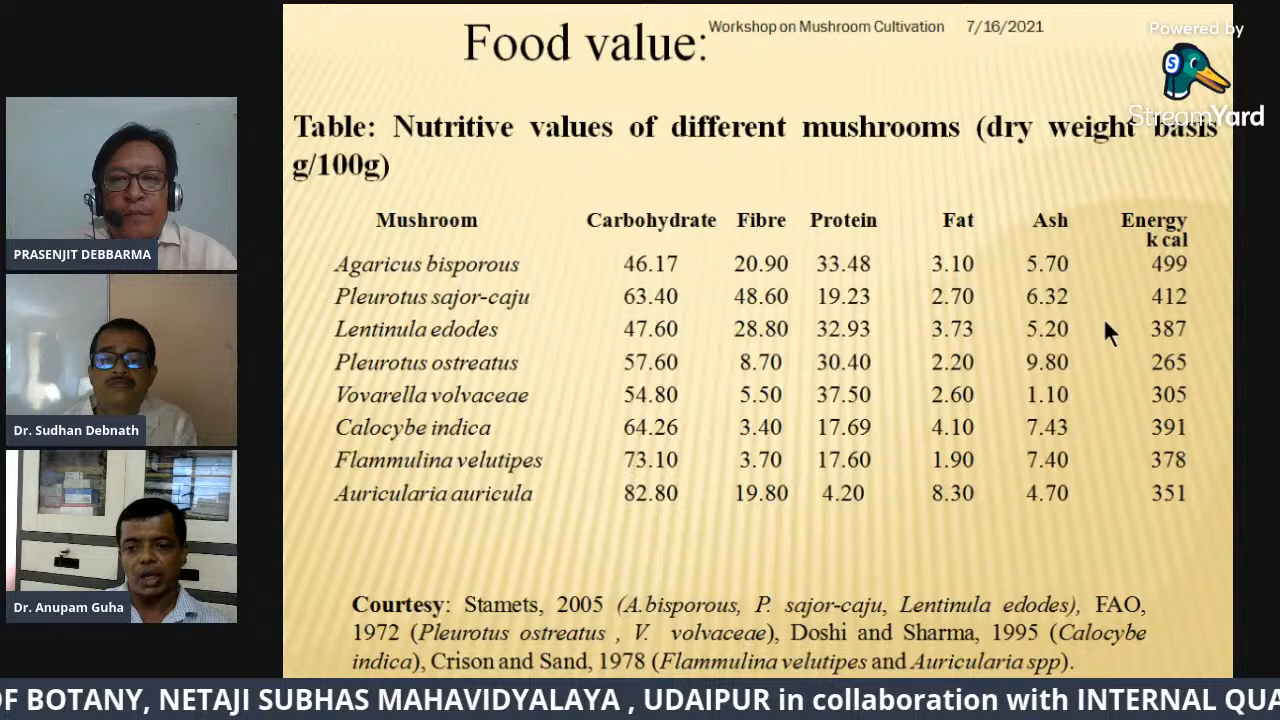 Food value:
Workshop on Mushroom Cultivation 7/16/2021
Powered by
StreamYard
Table: Nutritive values of different mushrooms (dry weight basis
g/100g)
Mushroom Carbohydrate Fibre Protein Fat Ash Energy
k cal
Agaricus bisporous 46.17 20.90 33.48 3.10 5.70 499
Pleurotus sajor-caju 63.40 48.60 19.23 2.70 6.32 412
Lentinula edodes 47.60 28.80 32.93 3.73 5.20 387
Pleurotus ostreatus 57.60 8.70 30.40 2.20 9.80 265
Vovarella volvaceae 54.80 5.50 37.50 2.60 1.10 305
Calocybe indica 64.26 3.40 17.69 4.10 7.43 391
Flammulina velutipes 73.10 3.70 17.60 1.90 7.40 378
Auricularia auricula 82.80 19.80 4.20 8.30 4.70 351
Courtesy: Stamets, 2005 (A.bisporous, P. sajor-caju, Lentinula edodes), FAO,
1972 (Pleurotus ostreatus , V. volvaceae), Doshi and Sharma, 1995 (Calocybe
indica), Crison and Sand, 1978 (Flammulina velutipes and Auricularia spp).
PRASENJIT DEBBARMA
Dr. Sudhan Debnath
Dr. Anupam Guha
OF BOTANY, NETAJI SUBHAS MAHAVIDYALAYA , UDAIPUR in collaboration with INTERNAL QUA